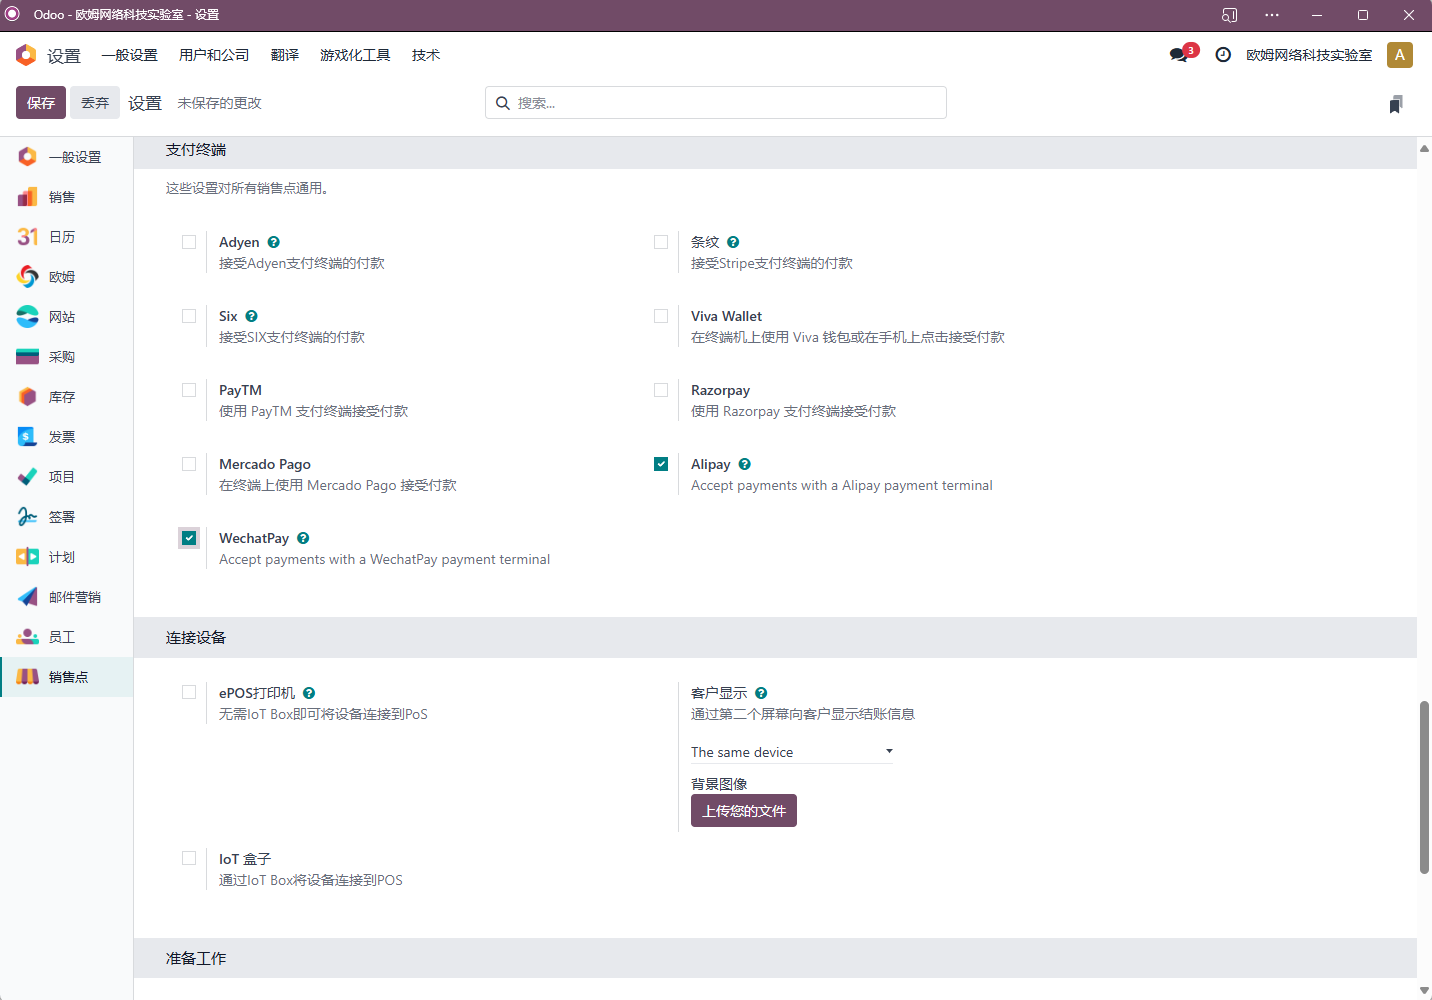 Odoo - 欧姆网络科技实验室 - 设置
设置 一般设置 用户和公司 翻译 游戏化工具 技术 3 欧姆网络科技实验室 A
保存 丢弃 设置 未保存的更改 搜索...
一般设置
销售
31 日历
欧姆
网站
采购
库存
$ 发票
项目
签署
计划
邮件营销
员工
销售点
支付终端
这些设置对所有销售点通用。
Adyen ?
接受Adyen支付终端的付款
条纹 ?
接受Stripe支付终端的付款
Six ?
接受SIX支付终端的付款
Viva Wallet
在终端机上使用 Viva 钱包或在手机上点击接受付款
PayTM
使用 PayTM 支付终端接受付款
Razorpay
使用 Razorpay 支付终端接受付款
Mercado Pago
在终端上使用 Mercado Pago 接受付款
Alipay ?
Accept payments with a Alipay payment terminal
WechatPay ?
Accept payments with a WechatPay payment terminal
连接设备
ePOS打印机 ?
无需IoT Box即可将设备连接到PoS
客户显示 ?
通过第二个屏幕向客户显示结账信息
The same device
背景图像
上传您的文件
IoT 盒子
通过IoT Box将设备连接到POS
准备工作